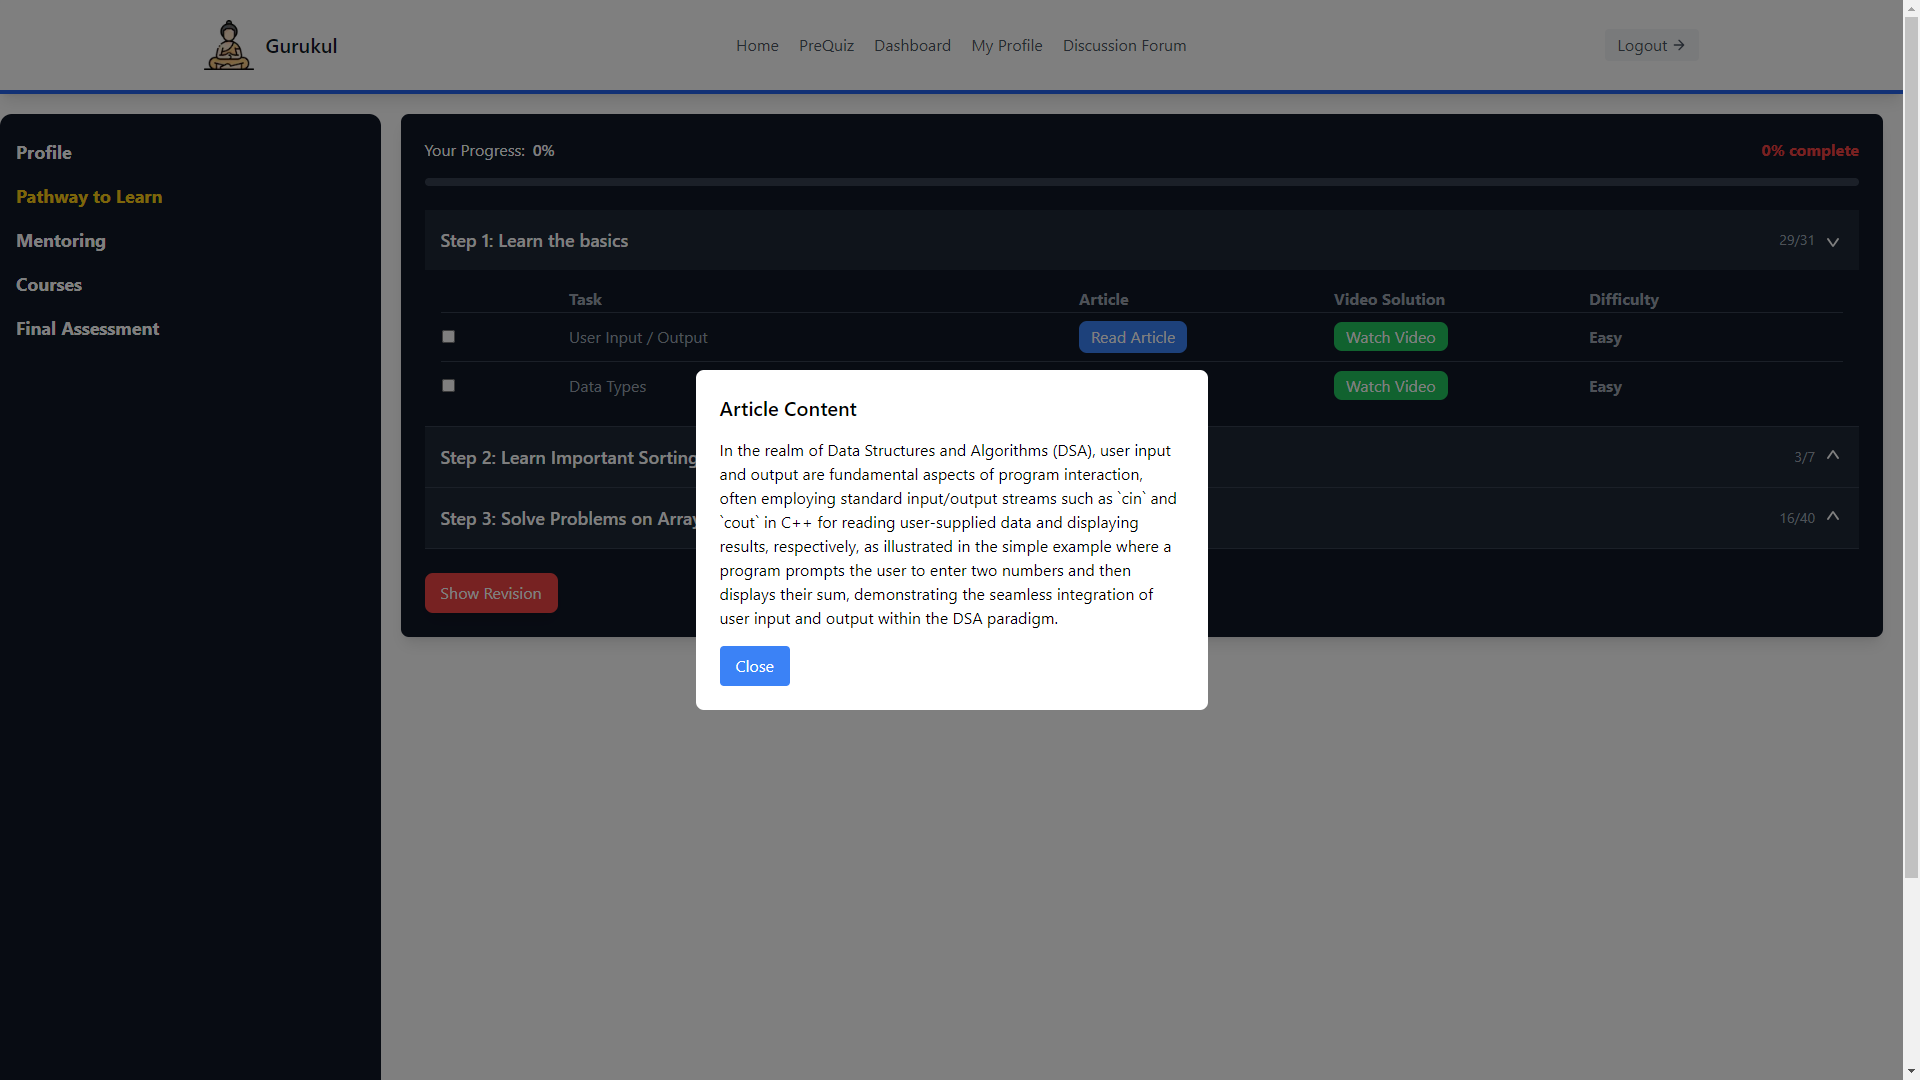 Gurukul
Home PreQuiz Dashboard My Profile Discussion Forum
Logout →
Profile
Pathway to Learn
Mentoring
Courses
Final Assessment
Your Progress: 0%
0% complete
Step 1: Learn the basics
29/31
Task Article Video Solution Difficulty
User Input / Output Read Article Watch Video Easy
Data Types Watch Video Easy
Step 2: Learn Important Sorting
3/7
Step 3: Solve Problems on Array
16/40
Show Revision
Article Content
In the realm of Data Structures and Algorithms (DSA), user input
and output are fundamental aspects of program interaction,
often employing standard input/output streams such as `cin` and
`cout` in C++ for reading user-supplied data and displaying
results, respectively, as illustrated in the simple example where a
program prompts the user to enter two numbers and then
displays their sum, demonstrating the seamless integration of
user input and output within the DSA paradigm.
Close